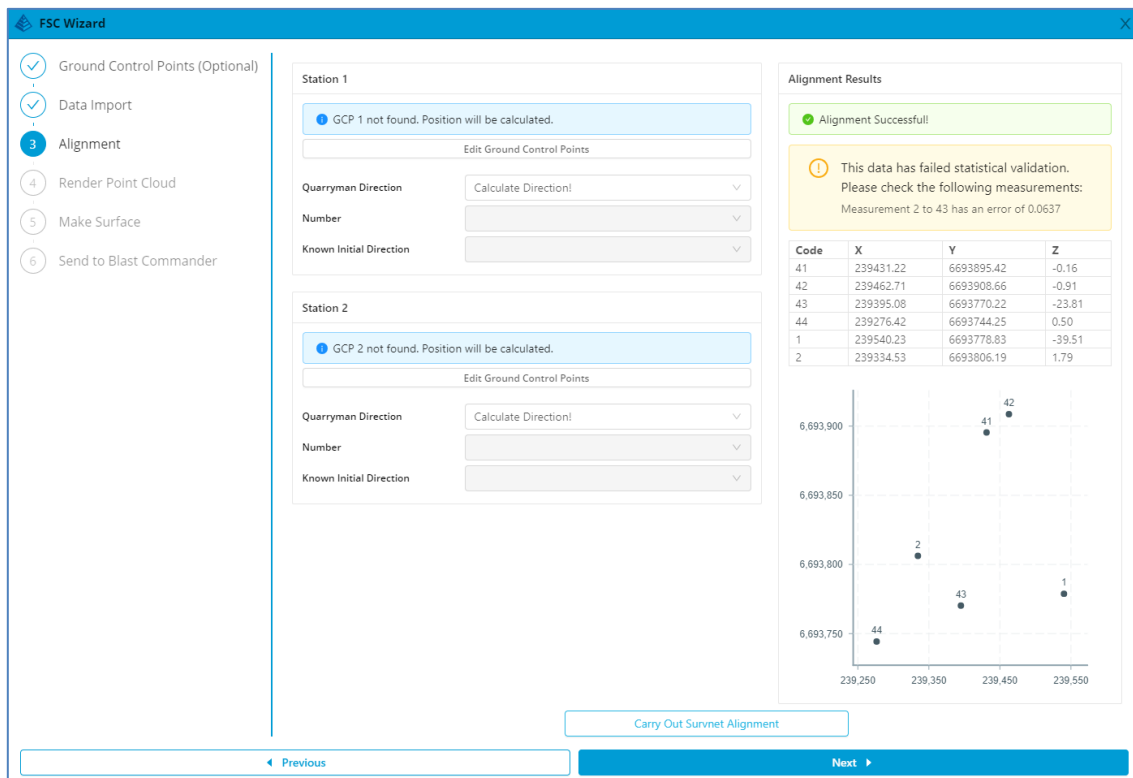 FSC Wizard
X
Ground Control Points (Optional)
Data Import
3 Alignment
4 Render Point Cloud
5 Make Surface
6 Send to Blast Commander
Station 1
GCP 1 not found. Position will be calculated.
Edit Ground Control Points
Quarryman Direction Calculate Direction!
Number
Known Initial Direction
Station 2
GCP 2 not found. Position will be calculated.
Edit Ground Control Points
Quarryman Direction Calculate Direction!
Number
Known Initial Direction
Alignment Results
Alignment Successful!
This data has failed statistical validation.
Please check the following measurements:
Measurement 2 to 43 has an error of 0.0637
Code X Y Z
41 239431.22 6693895.42 -0.16
42 239462.71 6693908.66 -0.91
43 239395.08 6693770.22 -23.81
44 239276.42 6693744.25 0.50
1 239540.23 6693778.83 -39.51
2 239334.53 6693806.19 1.79
42
41
6,693,900
6,693,850
2
6,693,800
1
43
44
6,693,750
239,250 239,350 239,450 239,550
Carry Out Survnet Alignment
Previous
Next